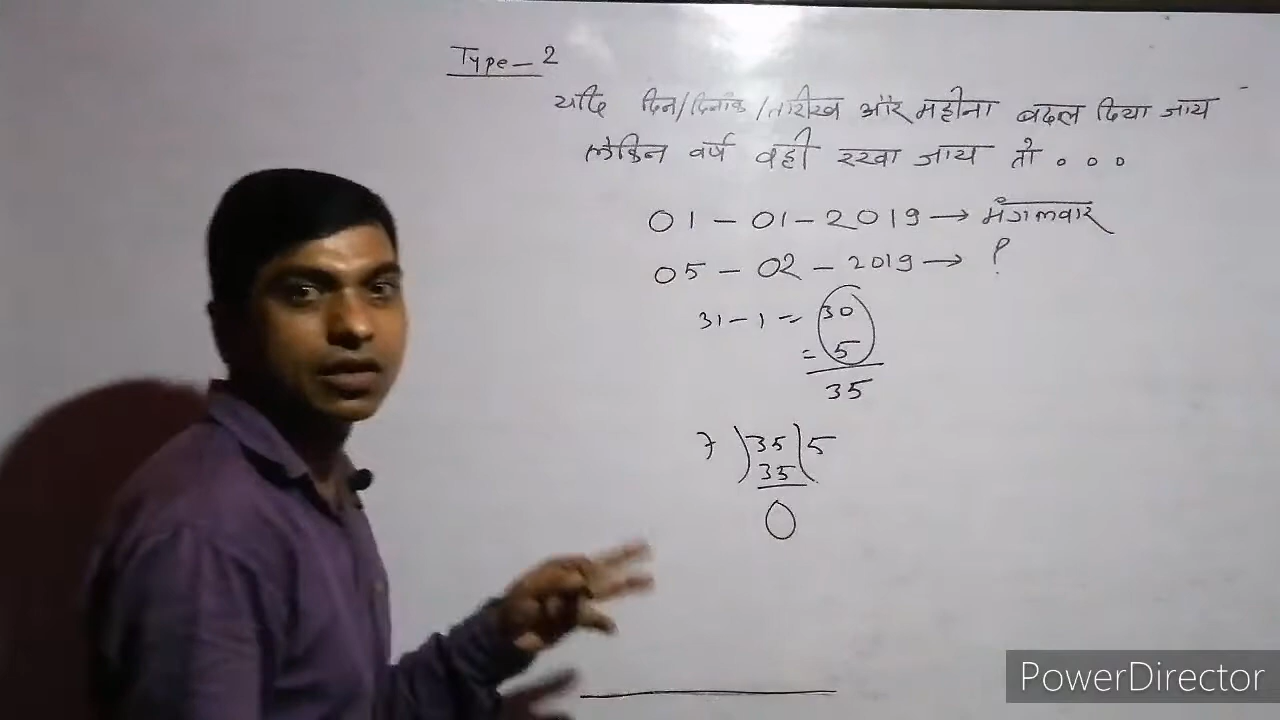 Type - 2
यदि दिन/दिनांक/तारीख और महीना बदल दिया जाय
लेकिन वर्ष वही रखा जाय तो ...
01 - 01 - 2019 → मंगलवार
05 - 02 - 2019 → ?
31 - 1 = 30
= 5
35
7 ) 35 ( 5
35
0
PowerDirector